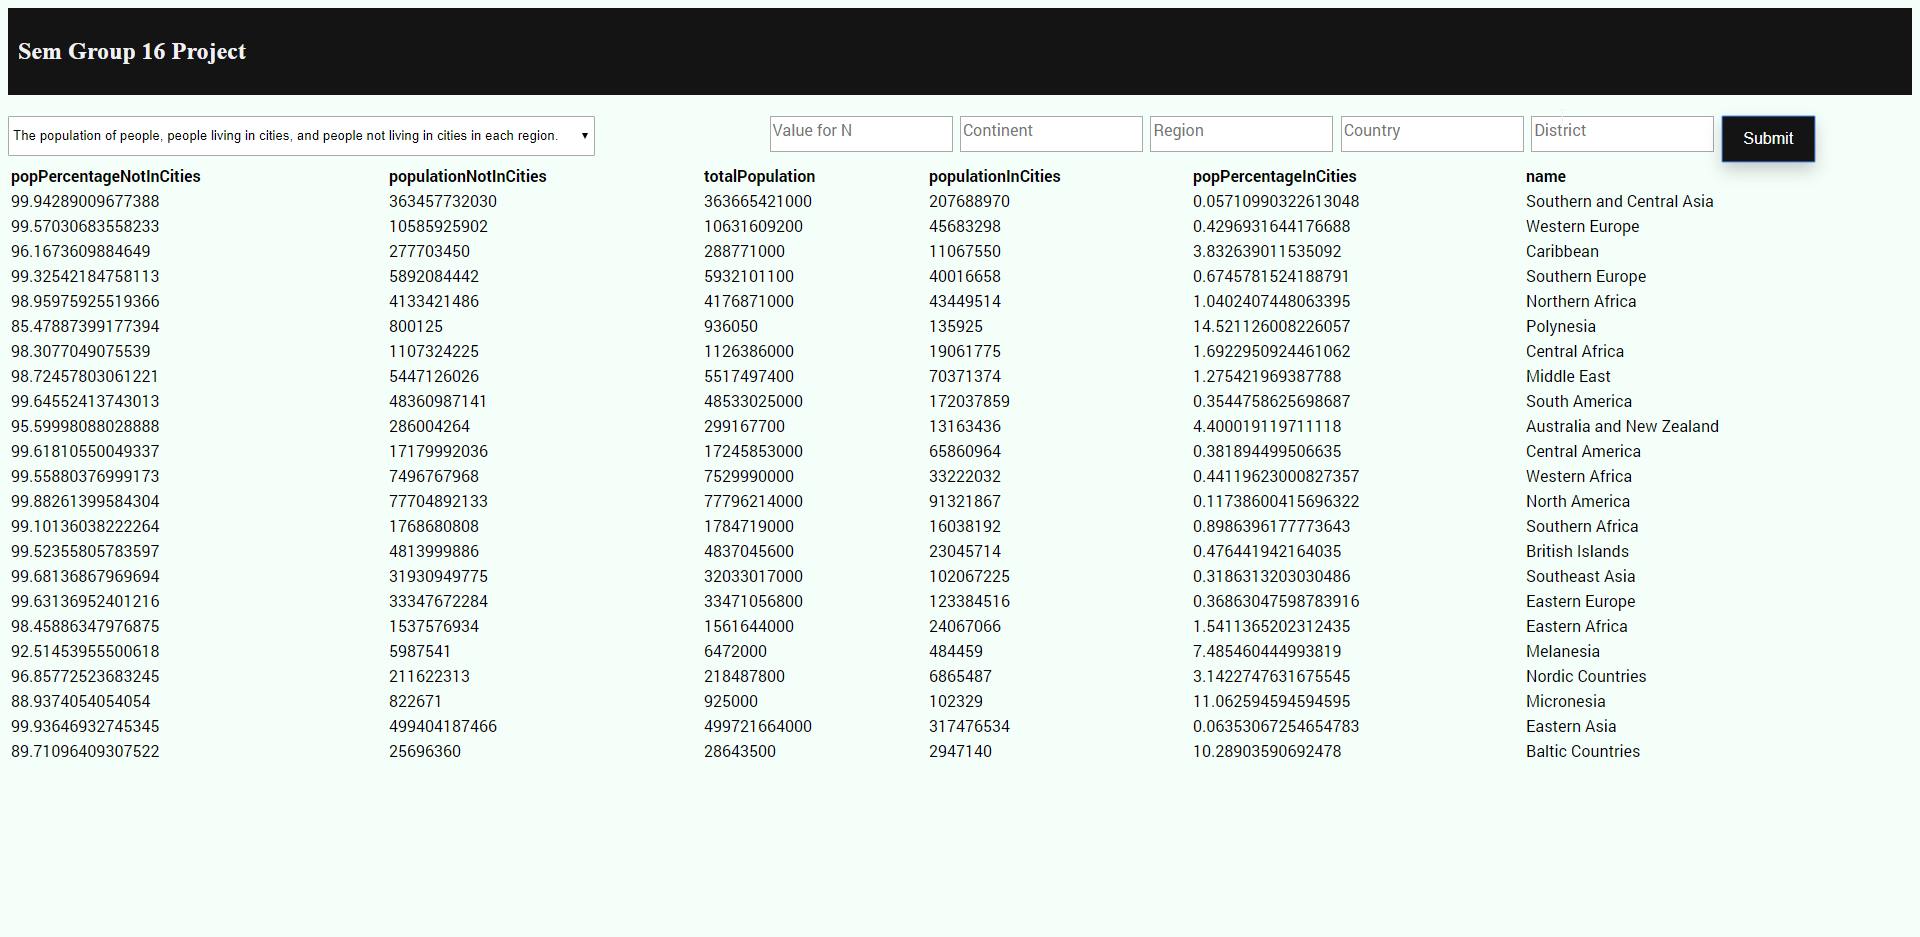 Sem Group 16 Project
The population of people, people living in cities, and people not living in cities in each region. Value for N Continent Region Country District Submit
popPercentageNotInCities populationNotInCities totalPopulation populationInCities popPercentageInCities name
99.94289009677388 363457732030 363665421000 207688970 0.05710990322613048 Southern and Central Asia
99.57030683558233 10585925902 10631609200 45683298 0.4296931644176688 Western Europe
96.1673609884649 277703450 288771000 11067550 3.832639011535092 Caribbean
99.32542184758113 5892084442 5932101100 40016658 0.6745781524188791 Southern Europe
98.95975925519366 4133421486 4176871000 43449514 1.0402407448063395 Northern Africa
85.47887399177394 800125 936050 135925 14.521126008226057 Polynesia
98.3077049075539 1107324225 1126386000 19061775 1.6922950924461062 Central Africa
98.72457803061221 5447126026 5517497400 70371374 1.275421969387788 Middle East
99.64552413743013 48360987141 48533025000 172037859 0.3544758625698687 South America
95.59998088028888 286004264 299167700 13163436 4.400019119711118 Australia and New Zealand
99.61810550049337 17179992036 17245853000 65860964 0.381894499506635 Central America
99.55880376999173 7496767968 7529990000 33222032 0.44119623000827357 Western Africa
99.88261399584304 77704892133 77796214000 91321867 0.11738600415696322 North America
99.10136038222264 1768680808 1784719000 16038192 0.8986396177773643 Southern Africa
99.52355805783597 4813999886 4837045600 23045714 0.476441942164035 British Islands
99.68136867969694 31930949775 32033017000 102067225 0.3186313203030486 Southeast Asia
99.63136952401216 33347672284 33471056800 123384516 0.36863047598783916 Eastern Europe
98.45886347976875 1537576934 1561644000 24067066 1.5411365202312435 Eastern Africa
92.51453955500618 5987541 6472000 484459 7.485460444993819 Melanesia
96.85772523683245 211622313 218487800 6865487 3.1422747631675545 Nordic Countries
88.9374054054054 822671 925000 102329 11.062594594594595 Micronesia
99.93646932745345 499404187466 499721664000 317476534 0.06353067254654783 Eastern Asia
89.71096409307522 25696360 28643500 2947140 10.28903590692478 Baltic Countries